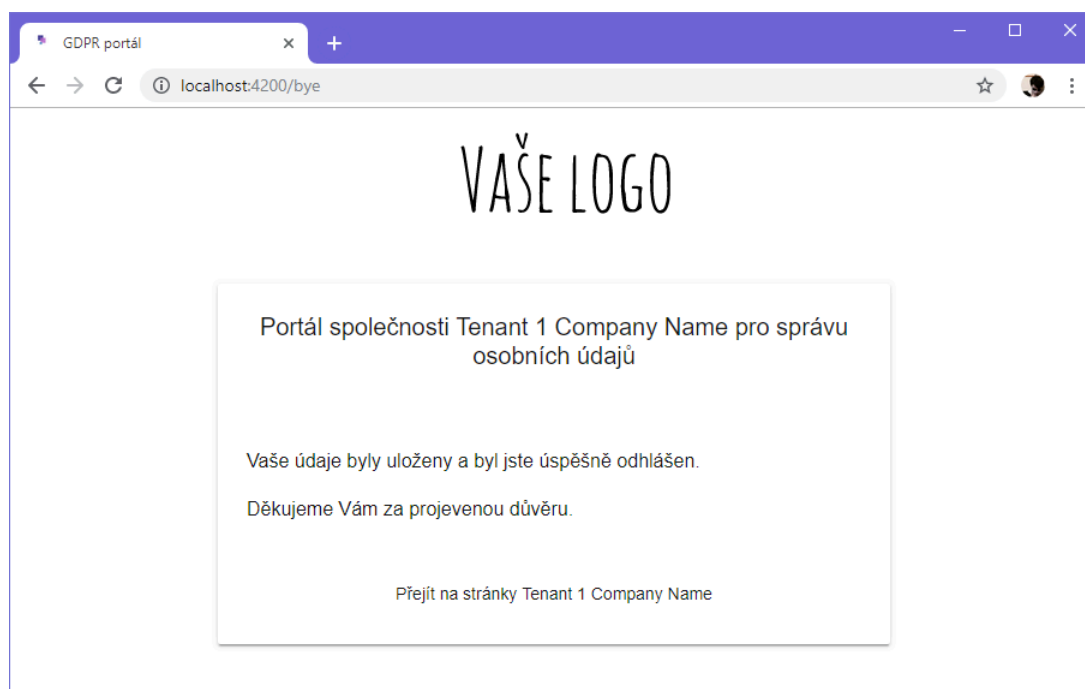 GDPR portál
localhost:4200/bye
VAŠE LOGO
Portál společnosti Tenant 1 Company Name pro správu
osobních údajů
Vaše údaje byly uloženy a byl jste úspěšně odhlášen.
Děkujeme Vám za projevenou důvěru.
Přejít na stránky Tenant 1 Company Name